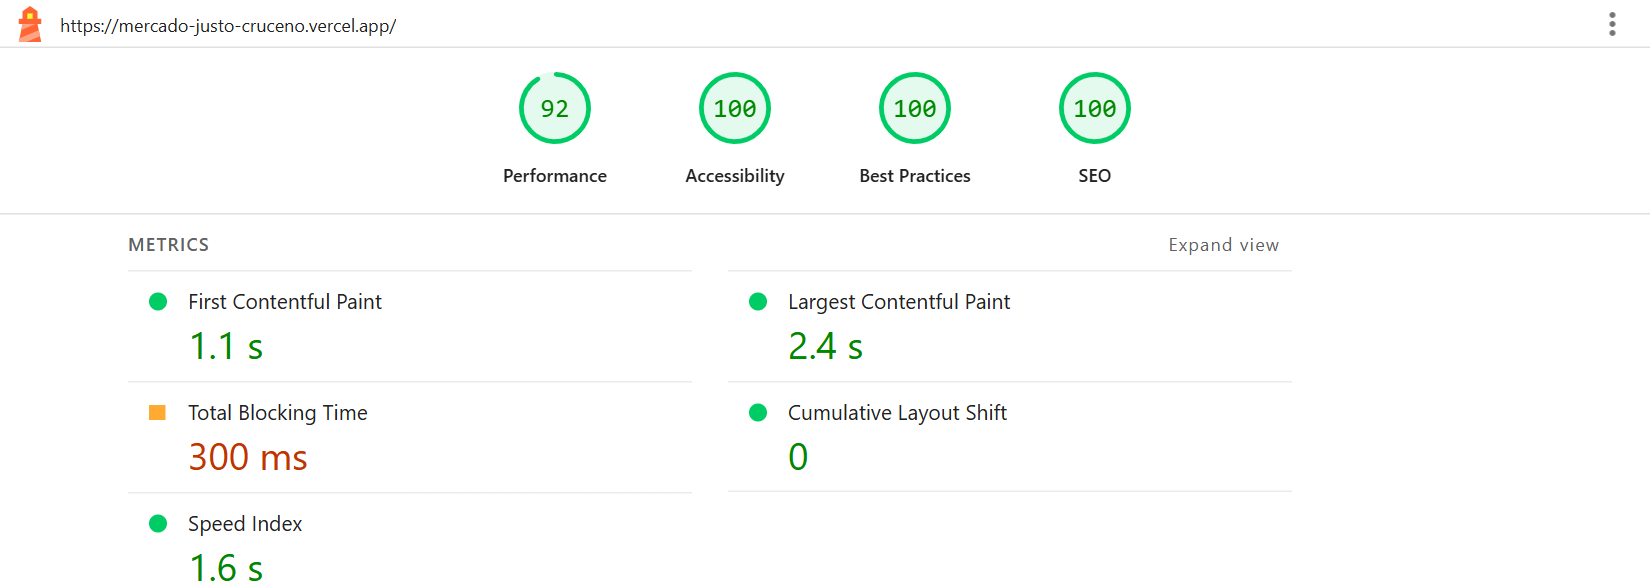 https://mercado-justo-cruceno.vercel.app/
92 100 100 100
Performance Accessibility Best Practices SEO
METRICS Expand view
First Contentful Paint
1.1 s
Largest Contentful Paint
2.4 s
Total Blocking Time
300 ms
Cumulative Layout Shift
0
Speed Index
1.6 s